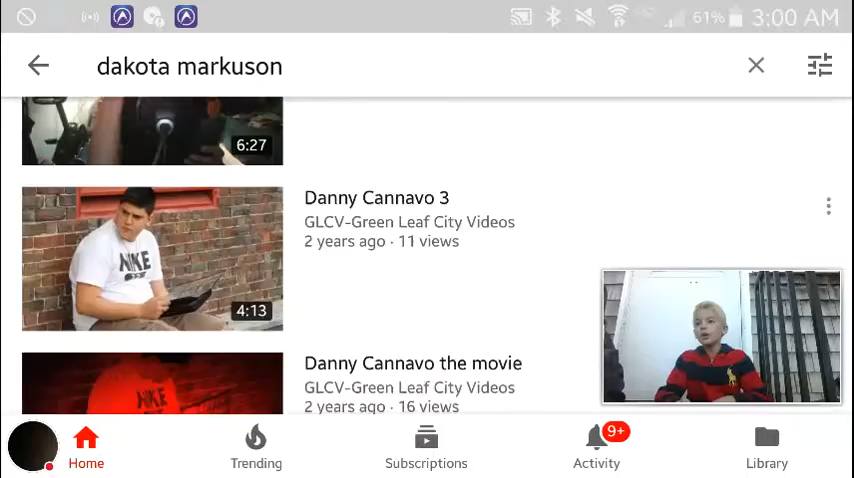 61% 3:00 AM
dakota markuson
6:27
Danny Cannavo 3
GLCV-Green Leaf City Videos
2 years ago · 11 views
NIKE
4:13
Danny Cannavo the movie
GLCV-Green Leaf City Videos
2 years ago · 16 views
NIKE
9+
Home Trending Subscriptions Activity Library